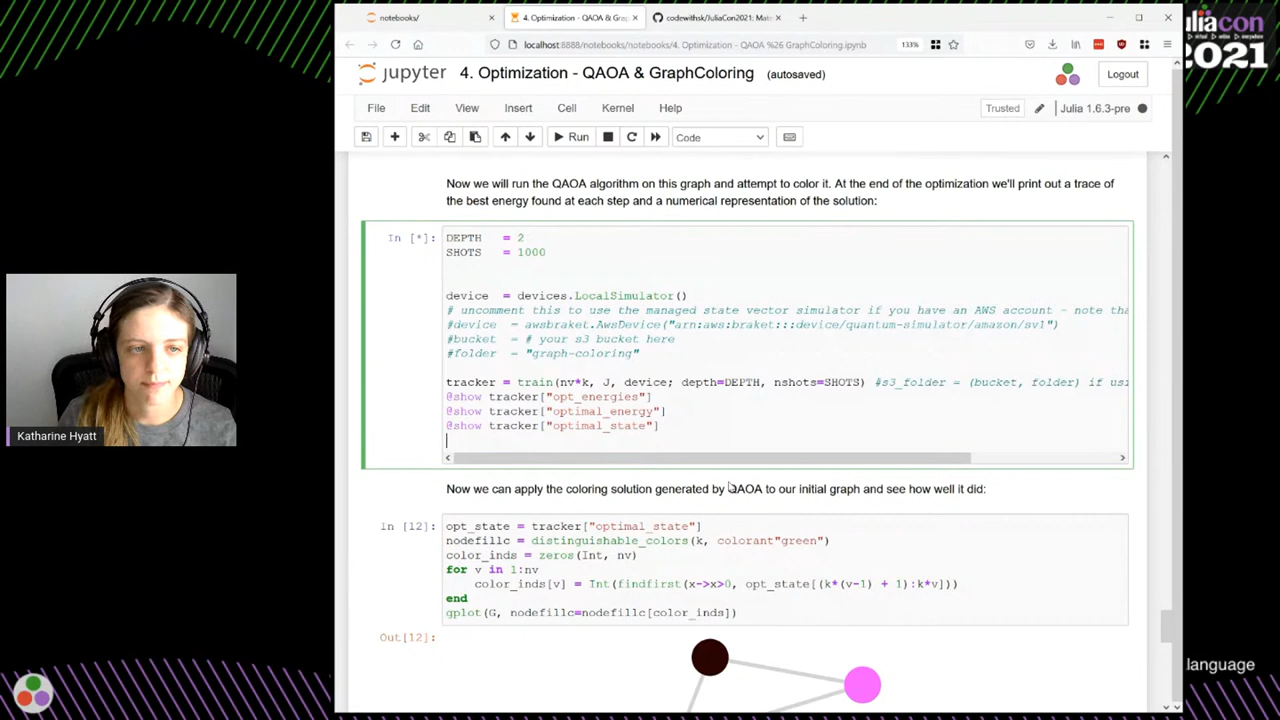 notebooks/
4. Optimization - QAOA & Gra
codewithsk/JuliaCon2021: Mate
localhost:8888/notebooks/notebooks/4. Optimization - QAOA %26 GraphColoring.ipynb
133%
juliacon
2021
jupyter
4. Optimization - QAOA & GraphColoring
(autosaved)
Logout
File Edit View Insert Cell Kernel Help
Trusted
Julia 1.6.3-pre
Run
Code
Now we will run the QAOA algorithm on this graph and attempt to color it. At the end of the optimization we'll print out a trace of
the best energy found at each step and a numerical representation of the solution:
In [*]:
DEPTH = 2
SHOTS = 1000
device = devices.LocalSimulator()
# uncomment this to use the managed state vector simulator if you have an AWS account - note tha
#device = awsbraket.AwsDevice("arn:aws:braket:::device/quantum-simulator/amazon/sv1")
#bucket = # your s3 bucket here
#folder = "graph-coloring"
tracker = train(nv*k, J, device; depth=DEPTH, nshots=SHOTS) #s3_folder = (bucket, folder) if usi
@show tracker["opt_energies"]
@show tracker["optimal_energy"]
@show tracker["optimal_state"]
Katharine Hyatt
Now we can apply the coloring solution generated by QAOA to our initial graph and see how well it did:
In [12]:
opt_state = tracker["optimal_state"]
nodefillc = distinguishable_colors(k, colorant"green")
color_inds = zeros(Int, nv)
for v in 1:nv
color_inds[v] = Int(findfirst(x->x>0, opt_state[(k*(v-1) + 1):k*v]))
end
gplot(G, nodefillc=nodefillc[color_inds])
Out[12]:
language